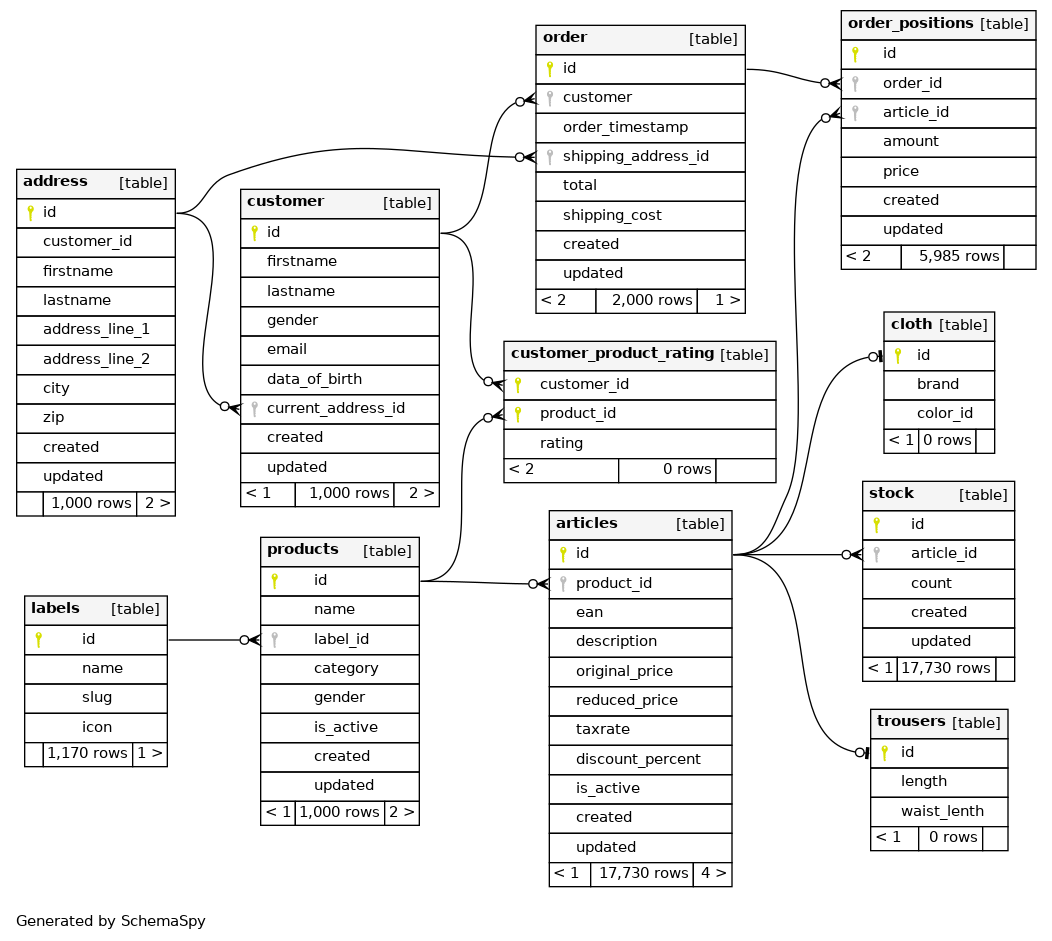 address [table]
id
customer_id
firstname
lastname
address_line_1
address_line_2
city
zip
created
updated
1,000 rows 2 >
customer [table]
id
firstname
lastname
gender
email
data_of_birth
current_address_id
created
updated
< 1 1,000 rows 2 >
order [table]
id
customer
order_timestamp
shipping_address_id
total
shipping_cost
created
updated
< 2 2,000 rows 1 >
order_positions [table]
id
order_id
article_id
amount
price
created
updated
< 2 5,985 rows
customer_product_rating [table]
customer_id
product_id
rating
< 2 0 rows
cloth [table]
id
brand
color_id
< 1 0 rows
stock [table]
id
article_id
count
created
updated
< 1 17,730 rows
labels [table]
id
name
slug
icon
1,170 rows 1 >
products [table]
id
name
label_id
category
gender
is_active
created
updated
< 1 1,000 rows 2 >
articles [table]
id
product_id
ean
description
original_price
reduced_price
taxrate
discount_percent
is_active
created
updated
< 1 17,730 rows 4 >
trousers [table]
id
length
waist_lenth
< 1 0 rows
Generated by SchemaSpy